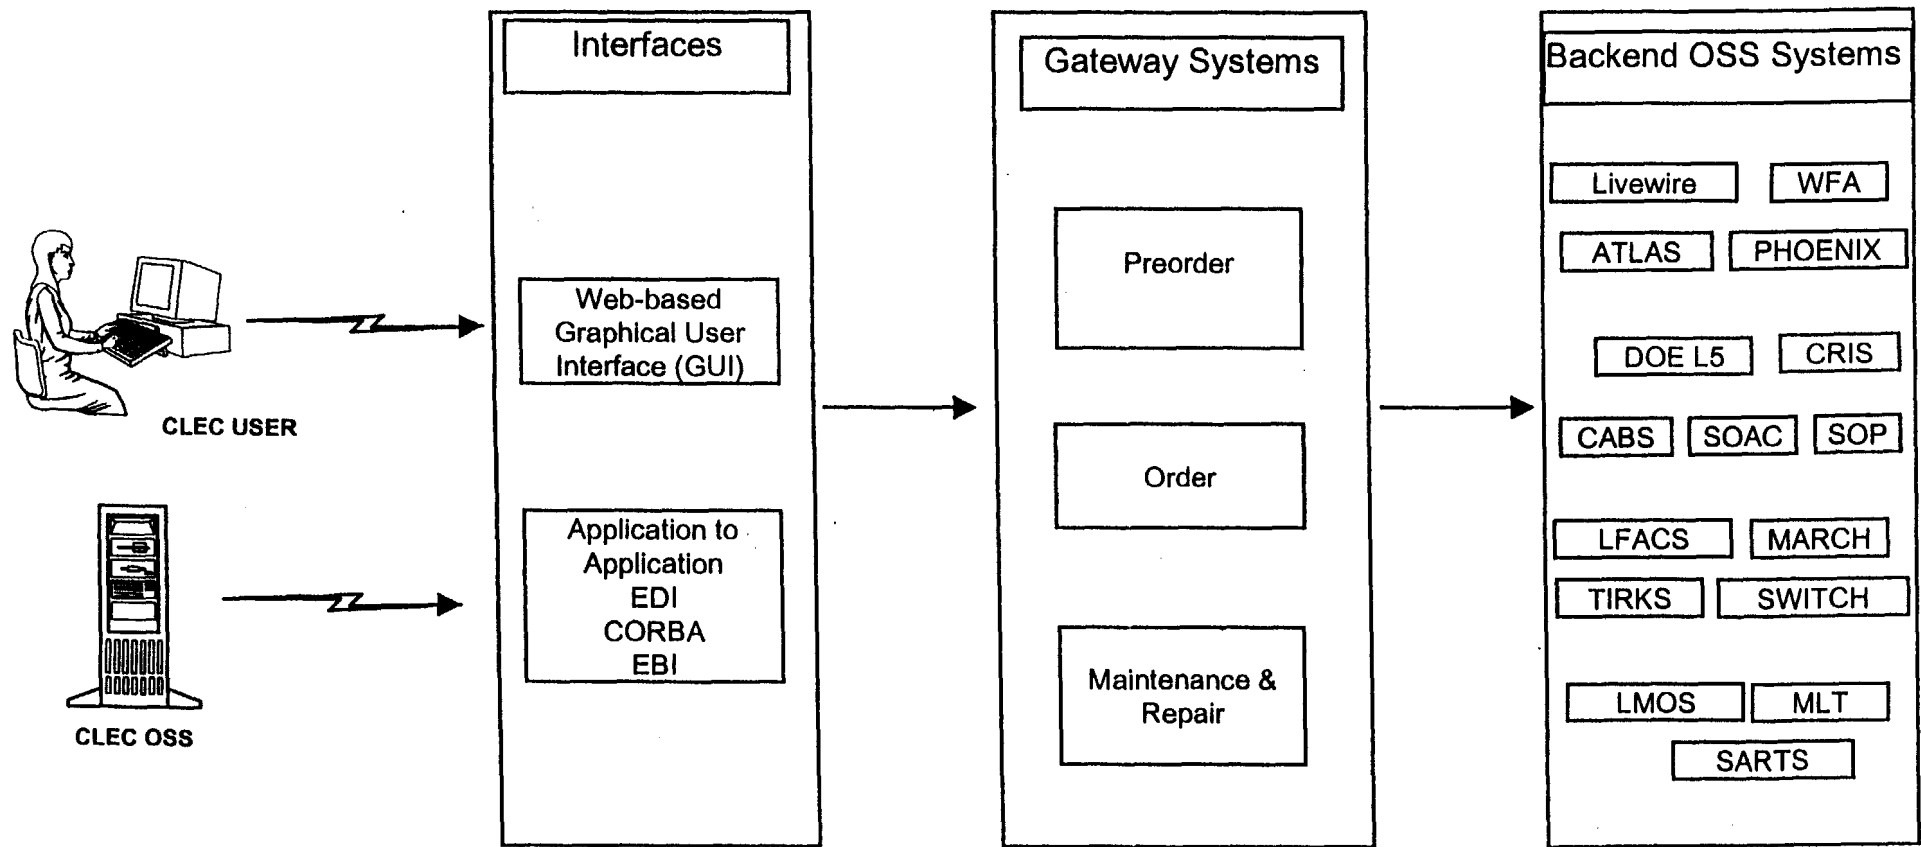 Interfaces
Gateway Systems
Backend OSS Systems
CLEC USER
CLEC OSS
Web-based
Graphical User
Interface (GUI)
Application to
Application
EDI
CORBA
EBI
Preorder
Order
Maintenance &
Repair
Livewire
WFA
ATLAS
PHOENIX
DOE L5
CRIS
CABS
SOAC
SOP
LFACS
MARCH
TIRKS
SWITCH
LMOS
MLT
SARTS